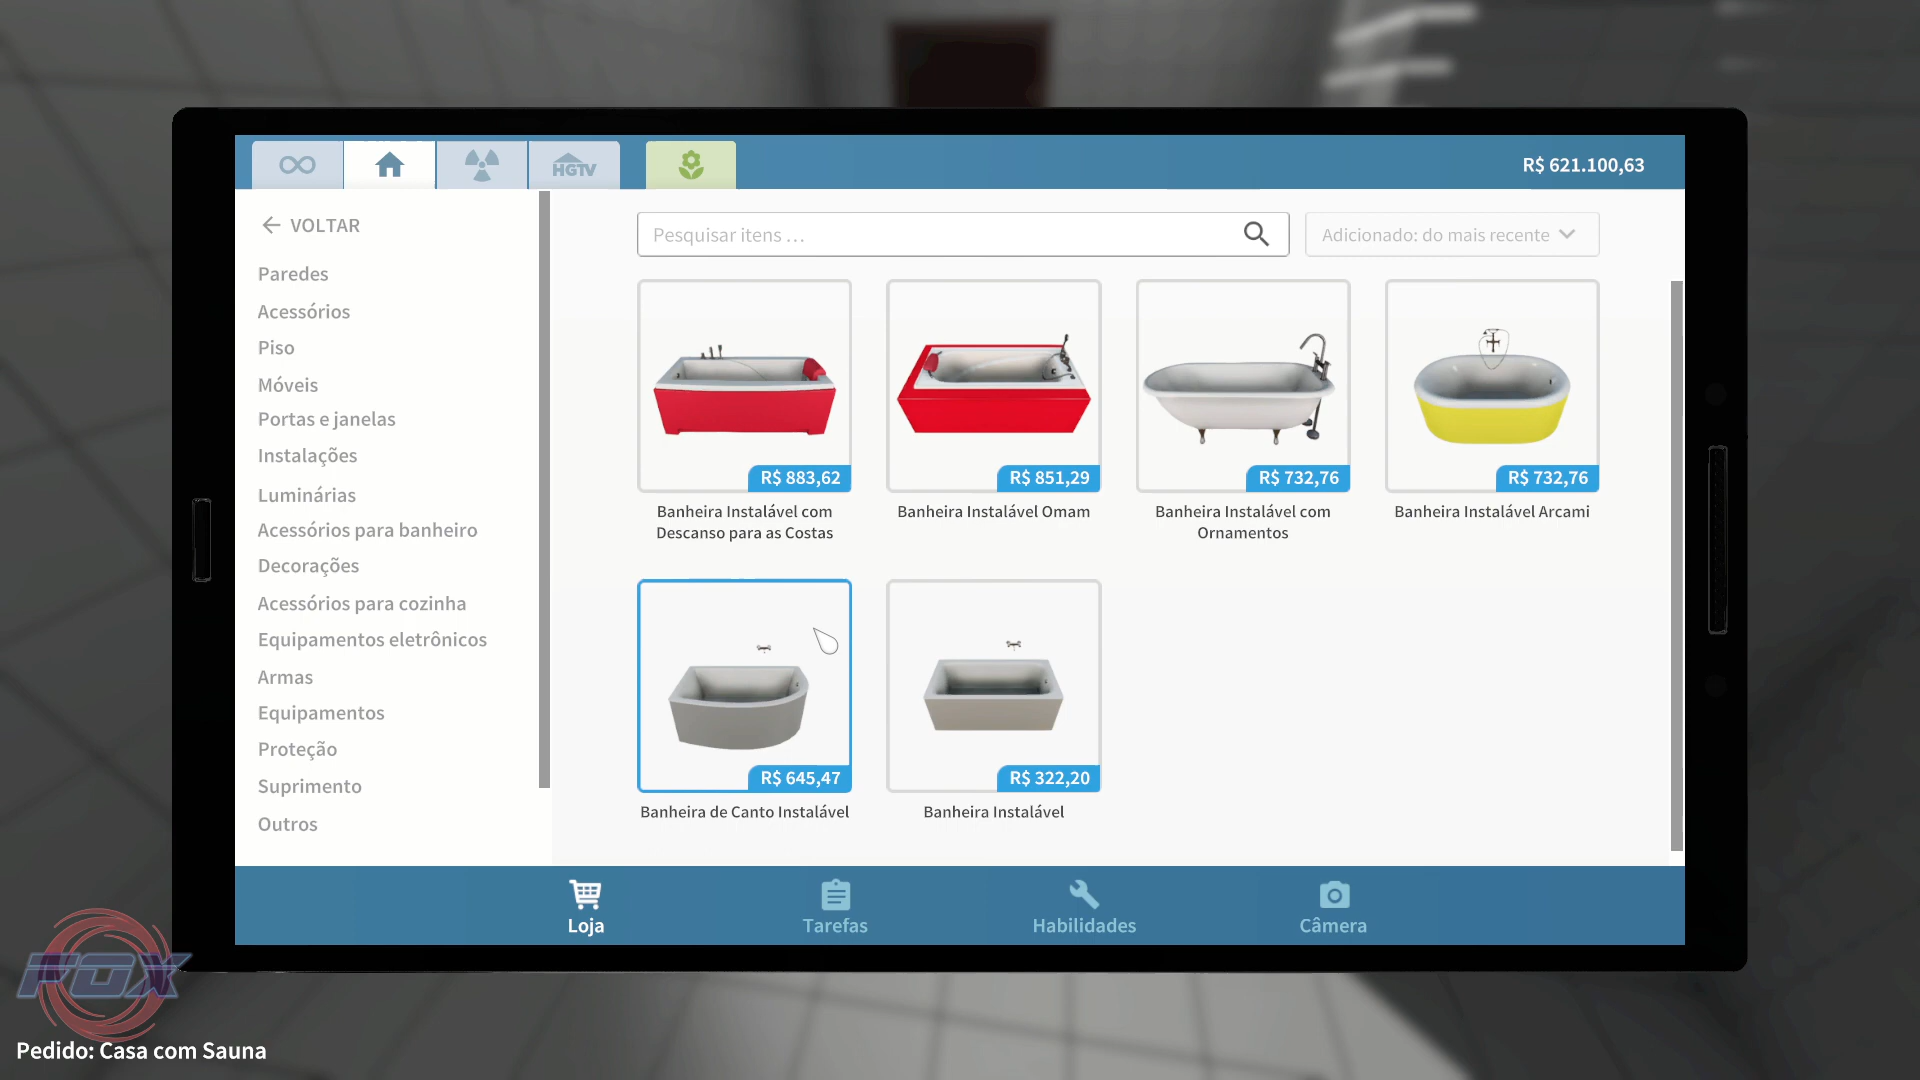 HGTV
R$ 621.100,63
VOLTAR
Pesquisar itens ...
Adicionado: do mais recente
Paredes
Acessórios
Piso
Móveis
Portas e janelas
Instalações
Luminárias
Acessórios para banheiro
Decorações
Acessórios para cozinha
Equipamentos eletrônicos
Armas
Equipamentos
Proteção
Suprimento
Outros
R$ 883,62
R$ 851,29
R$ 732,76
R$ 732,76
Banheira Instalável com
Descanso para as Costas
Banheira Instalável Omam
Banheira Instalável com
Ornamentos
Banheira Instalável Arcami
R$ 645,47
R$ 322,20
Banheira de Canto Instalável
Banheira Instalável
Loja
Tarefas
Habilidades
Câmera
FOX
Pedido: Casa com Sauna